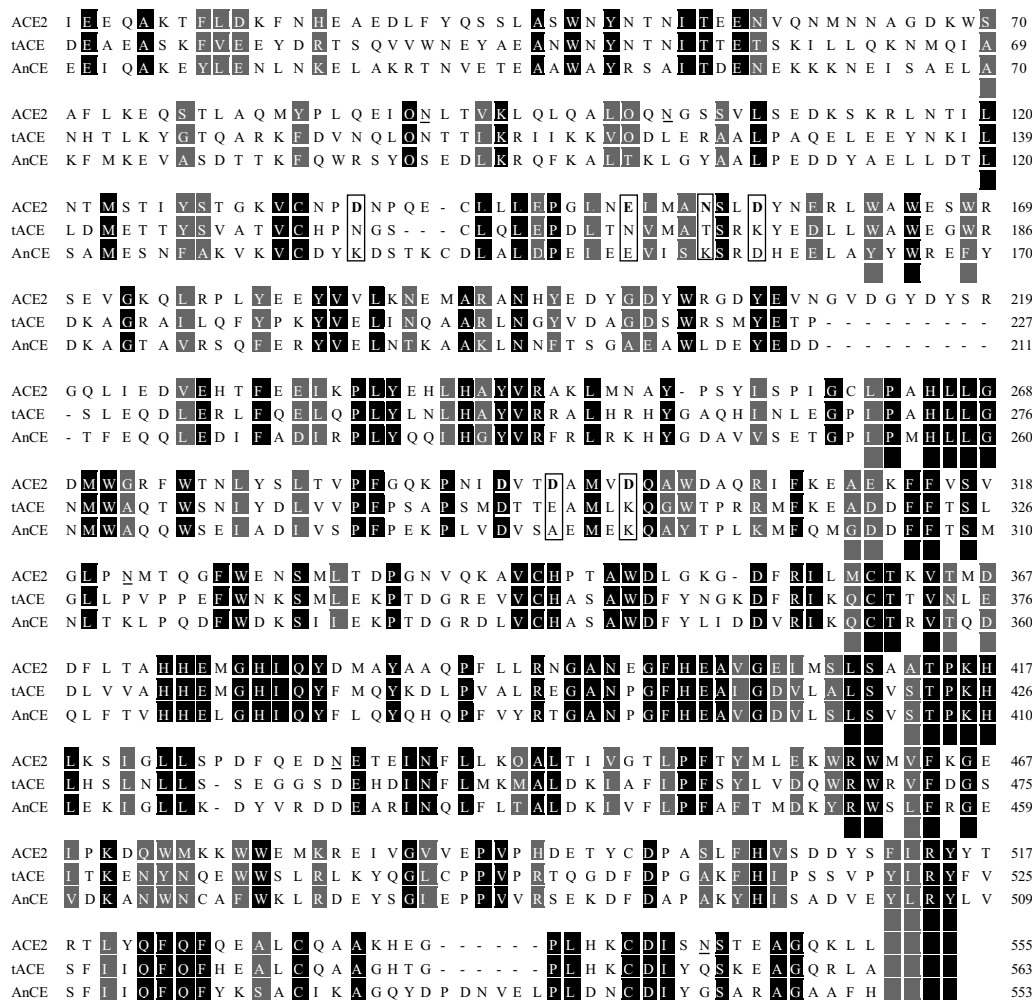 ACE2 I E E Q A K T F L D K F N H E A E D L F Y Q S S L A S W N Y N T N I T E E N V Q N M N N A G D K W S 70
tACE D E A E A S K F V E E Y D R T S Q V V W N E Y A E A N W N Y N T N I T T E T S K I L L Q K N M Q I A 69
AnCE E E I Q A K E Y L E N L N K E L A K R T N V E T E A A W A Y R S A I T D E N E K K K N E I S A E L A 70
ACE2 A F L K E Q S T L A Q M Y P L Q E I Q N L T V K L Q L Q A L Q Q N G S S V L S E D K S K R L N T I L 120
tACE N H T L K Y G T Q A R K F D V N Q L Q N T T I K R I I K K V Q D L E R A A L P A Q E L E E Y N K I L 139
AnCE K F M K E V A S D T T K F Q W R S Y Q S E D L K R Q F K A L T K L G Y A A L P E D D Y A E L L D T L 120
ACE2 N T M S T I Y S T G K V C N P D N P Q E - C L L L E P G L N E I M A N S L D Y N E R L W A W E S W R 169
tACE L D M E T T Y S V A T V C H P N G S - - - C L Q L E P D L T N V M A T S R K Y E D L L W A W E G W R 186
AnCE S A M E S N F A K V K V C D Y K D S T K C D L A L D P E I E E V I S K S R D H E E L A Y Y W R E F Y 170
ACE2 S E V G K Q L R P L Y E E Y V V L K N E M A R A N H Y E D Y G D Y W R G D Y E V N G V D G Y D Y S R 219
tACE D K A G R A I L Q F Y P K Y V E L I N Q A A R L N G Y V D A G D S W R S M Y E T P - - - - - - - - - 227
AnCE D K A G T A V R S Q F E R Y V E L N T K A A K L N N F T S G A E A W L D E Y E D D - - - - - - - - - 211
ACE2 G Q L I E D V E H T F E E I K P L Y E H L H A Y V R A K L M N A Y - P S Y I S P I G C L P A H L L G 268
tACE - S L E Q D L E R L F Q E L Q P L Y L N L H A Y V R R A L H R H Y G A Q H I N L E G P I P A H L L G 276
AnCE - T F E Q Q L E D I F A D I R P L Y Q Q I H G Y V R F R L R K H Y G D A V V S E T G P I P M H L L G 260
ACE2 D M W G R F W T N L Y S L T V P F G Q K P N I D V T D A M V D Q A W D A Q R I F K E A E K F F V S V 318
tACE N M W A Q T W S N I Y D L V V P F P S A P S M D T T E A M L K Q G W T P R R M F K E A D D F F T S L 326
AnCE N M W A Q Q W S E I A D I V S P F P E K P L V D V S A E M E K Q A Y T P L K M F Q M G D D F F T S M 310
ACE2 G L P N M T Q G F W E N S M L T D P G N V Q K A V C H P T A W D L G K G - D F R I L M C T K V T M D 367
tACE G L L P V P P E F W N K S M L E K P T D G R E V V C H A S A W D F Y N G K D F R I K Q C T T V N L E 376
AnCE N L T K L P Q D F W D K S I I E K P T D G R D L V C H A S A W D F Y L I D D V R I K Q C T R V T Q D 360
ACE2 D F L T A H H E M G H I Q Y D M A Y A A Q P F L L R N G A N E G F H E A V G E I M S L S A A T P K H 417
tACE D L V V A H H E M G H I Q Y F M Q Y K D L P V A L R E G A N P G F H E A I G D V L A L S V S T P K H 426
AnCE Q L F T V H H E L G H I Q Y F L Q Y Q H Q P F V Y R T G A N P G F H E A V G D V L S L S V S T P K H 410
ACE2 L K S I G L L S P D F Q E D N E T E I N F L L K Q A L T I V G T L P F T Y M L E K W R W M V F K G E 467
tACE L H S L N L L S - S E G G S D E H D I N F L M K M A L D K I A F I P F S Y L V D Q W R W R V F D G S 475
AnCE L E K I G L L K - D Y V R D D E A R I N Q L F L T A L D K I V F L P F A F T M D K Y R W S L F R G E 459
ACE2 I P K D Q W M K K W W E M K R E I V G V V E P V P H D E T Y C D P A S L F H V S D D Y S F I R Y Y T 517
tACE I T K E N Y N Q E W W S L R L K Y Q G L C P P V P R T Q G D F D P G A K F H I P S S V P Y I R Y F V 525
AnCE V D K A N W N C A F W K L R D E Y S G I E P P V V R S E K D F D A P A K Y H I S A D V E Y L R Y L V 509
ACE2 R T L Y Q F Q F Q E A L C Q A A K H E G - - - - - - P L H K C D I S N S T E A G Q K L L 555
tACE S F I I Q F Q F H E A L C Q A A G H T G - - - - - - P L H K C D I Y Q S K E A G Q R L A 563
AnCE S F I I Q F Q F Y K S A C I K A G Q Y D P D N V E L P L D N C D I Y G S A R A G A A F H 553